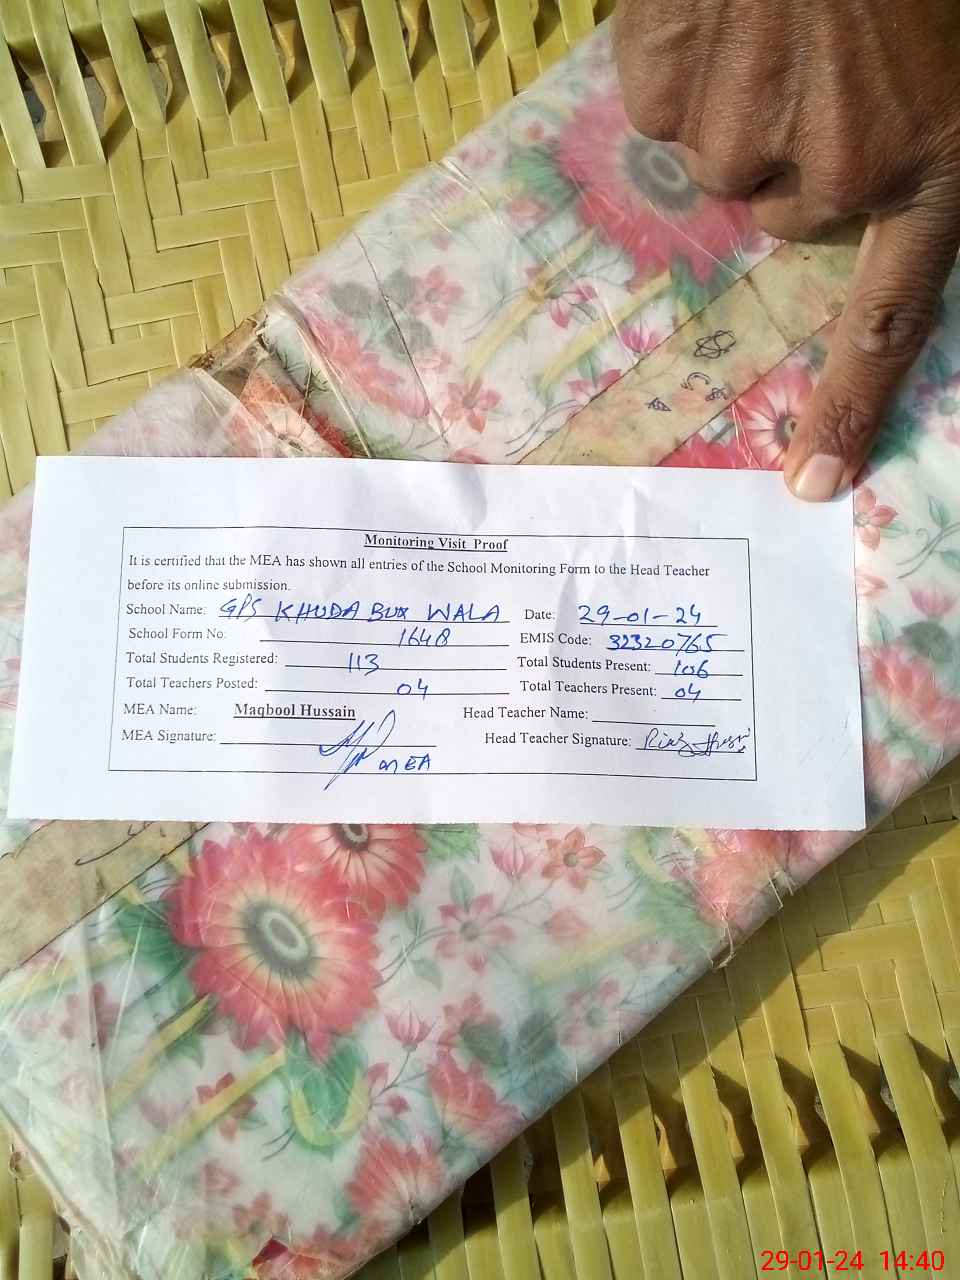 Monitoring Visit Proof
It is certified that the MEA has shown all entries of the School Monitoring Form to the Head Teacher
before its online submission.
School Name: GPS KHUDA BUX WALA Date: 29-01-24
School Form No: 1648 EMIS Code: 32320765
Total Students Registered: 113 Total Students Present: 106
Total Teachers Posted: 04 Total Teachers Present: 04
MEA Name: Maqbool Hussain Head Teacher Name:
MEA Signature: MEA Head Teacher Signature:
29-01-24 14:40